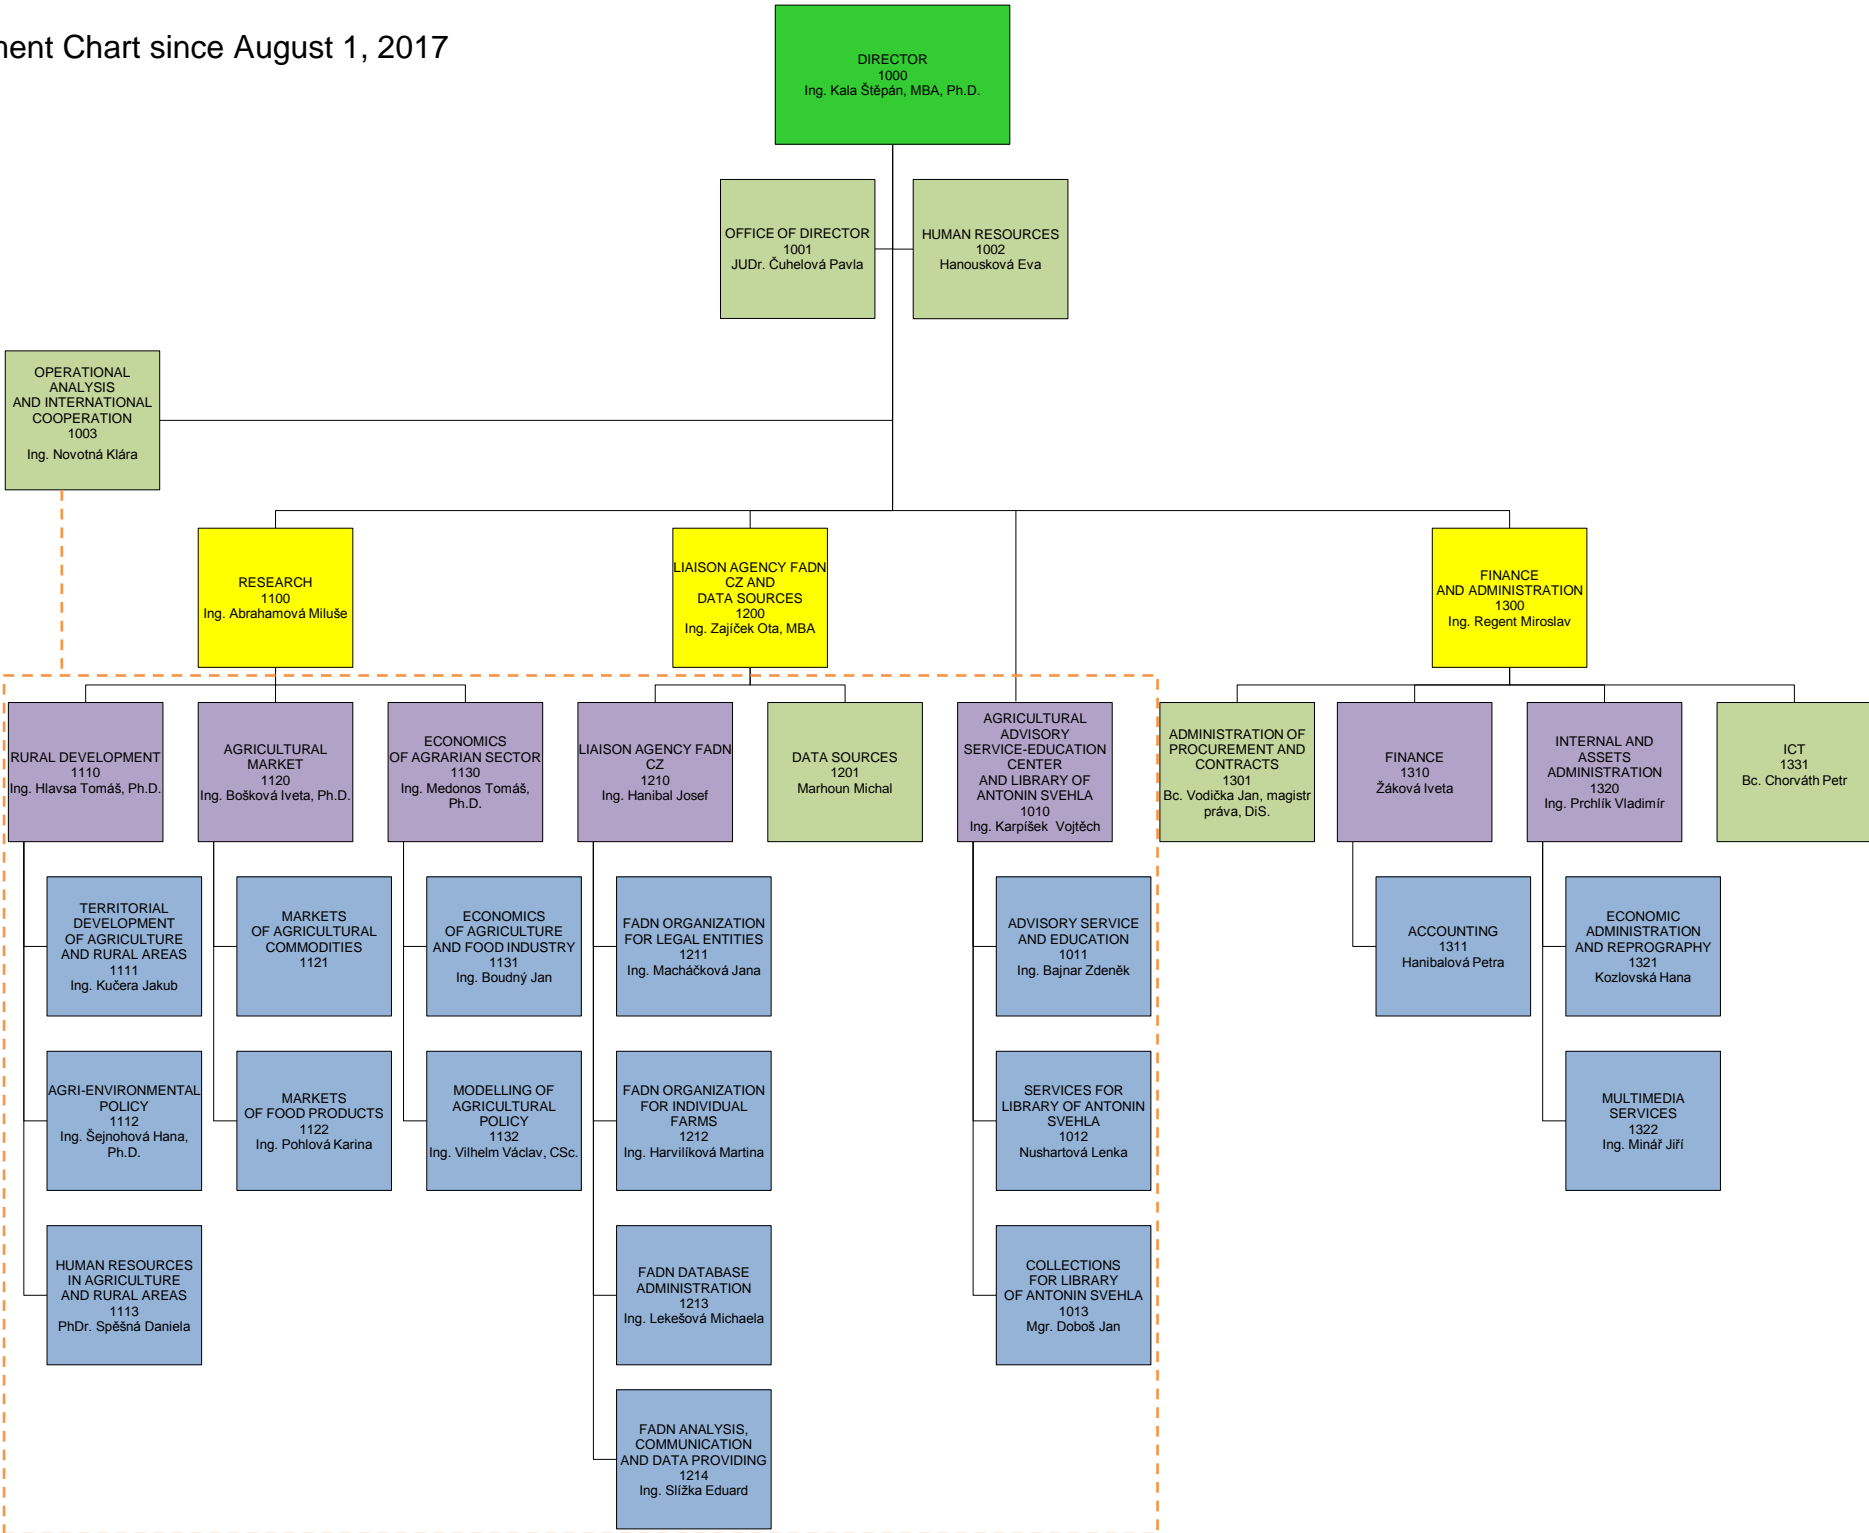 nent Chart since August 1, 2017
DIRECTOR
1000
Ing. Kala Štěpán, MBA, Ph.D.
OFFICE OF DIRECTOR
1001
JUDr. Čuhelová Pavla
HUMAN RESOURCES
1002
Hanousková Eva
OPERATIONAL
ANALYSIS
AND INTERNATIONAL
COOPERATION
1003
Ing. Novotná Klára
RESEARCH
1100
Ing. Abrahamová Miluše
LIAISON AGENCY FADN
CZ AND
DATA SOURCES
1200
Ing. Zajíček Ota, MBA
FINANCE
AND ADMINISTRATION
1300
Ing. Regent Miroslav
RURAL DEVELOPMENT
1110
Ing. Hlavsa Tomáš, Ph.D.
AGRICULTURAL
MARKET
1120
Ing. Bošková Iveta, Ph.D.
ECONOMICS
OF AGRARIAN SECTOR
1130
Ing. Medonos Tomáš,
Ph.D.
LIAISON AGENCY FADN
CZ
1210
Ing. Hanibal Josef
DATA SOURCES
1201
Marhoun Michal
AGRICULTURAL
ADVISORY
SERVICE-EDUCATION
CENTER
AND LIBRARY OF
ANTONIN SVEHLA
1010
Ing. Karpíšek Vojtěch
ADMINISTRATION OF
PROCUREMENT AND
CONTRACTS
1301
Bc. Vodička Jan, magistr
práva, DiS.
FINANCE
1310
Žáková Iveta
INTERNAL AND
ASSETS
ADMINISTRATION
1320
Ing. Prchlík Vladimír
ICT
1331
Bc. Chorváth Petr
TERRITORIAL
DEVELOPMENT
OF AGRICULTURE
AND RURAL AREAS
1111
Ing. Kučera Jakub
MARKETS
OF AGRICULTURAL
COMMODITIES
1121
ECONOMICS
OF AGRICULTURE
AND FOOD INDUSTRY
1131
Ing. Boudný Jan
FADN ORGANIZATION
FOR LEGAL ENTITIES
1211
Ing. Macháčková Jana
ADVISORY SERVICE
AND EDUCATION
1011
Ing. Bajnar Zdeněk
ACCOUNTING
1311
Hanibalová Petra
ECONOMIC
ADMINISTRATION
AND REPROGRAPHY
1321
Kozlovská Hana
AGRI-ENVIRONMENTAL
POLICY
1112
Ing. Šejnohová Hana,
Ph.D.
MARKETS
OF FOOD PRODUCTS
1122
Ing. Pohlová Karina
MODELLING OF
AGRICULTURAL
POLICY
1132
Ing. Vilhelm Václav, CSc.
FADN ORGANIZATION
FOR INDIVIDUAL
FARMS
1212
Ing. Harvilíková Martina
SERVICES FOR
LIBRARY OF ANTONIN
SVEHLA
1012
Nushartová Lenka
MULTIMEDIA
SERVICES
1322
Ing. Minář Jiří
HUMAN RESOURCES
IN AGRICULTURE
AND RURAL AREAS
1113
PhDr. Spěšná Daniela
FADN DATABASE
ADMINISTRATION
1213
Ing. Lekešová Michaela
COLLECTIONS
FOR LIBRARY
OF ANTONIN SVEHLA
1013
Mgr. Doboš Jan
FADN ANALYSIS,
COMMUNICATION
AND DATA PROVIDING
1214
Ing. Slížka Eduard